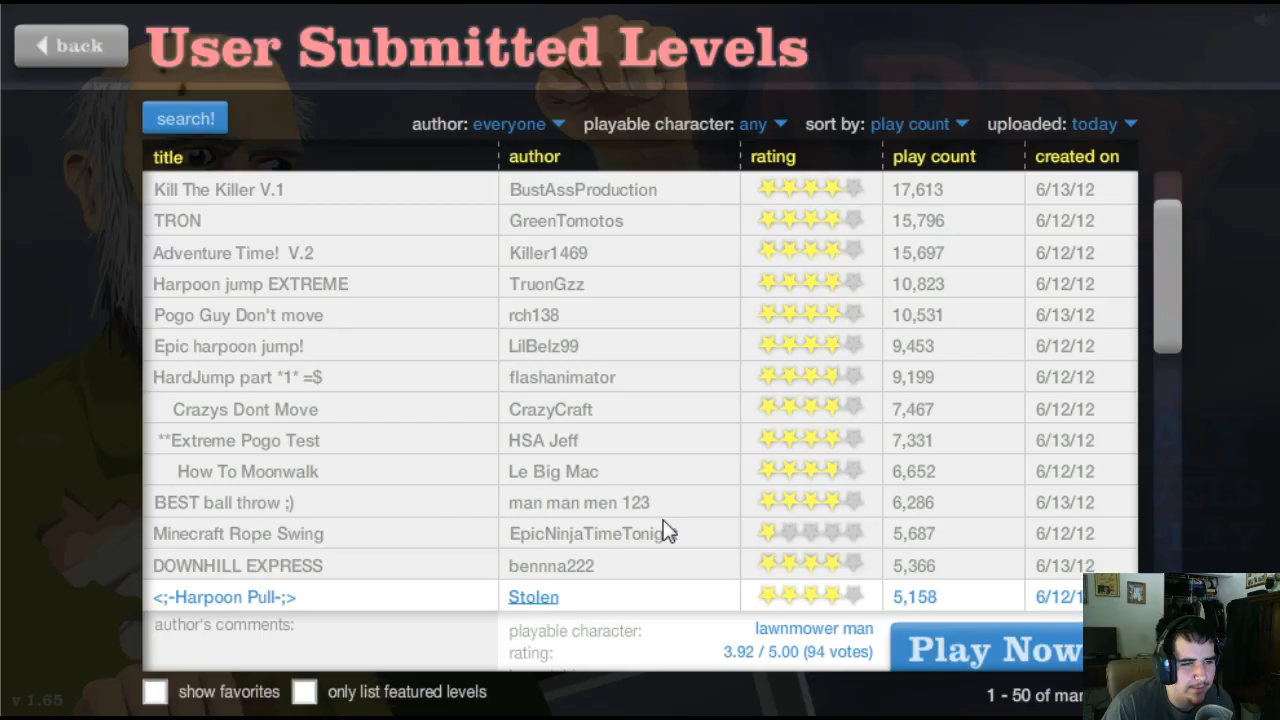 back
User Submitted Levels
search!
author: everyone playable character: any sort by: play count uploaded: today
title author rating play count created on
Kill The Killer V.1 BustAssProduction 17,613 6/13/12
TRON GreenTomotos 15,796 6/12/12
Adventure Time! V.2 Killer1469 15,697 6/12/12
Harpoon jump EXTREME TruonGzz 10,823 6/12/12
Pogo Guy Don't move rch138 10,531 6/13/12
Epic harpoon jump! LilBelz99 9,453 6/12/12
HardJump part *1* =$ flashanimator 9,199 6/12/12
Crazys Dont Move CrazyCraft 7,467 6/12/12
**Extreme Pogo Test HSA Jeff 7,331 6/13/12
How To Moonwalk Le Big Mac 6,652 6/12/12
BEST ball throw ;) man man men 123 6,286 6/13/12
Minecraft Rope Swing EpicNinjaTimeTonig 5,687 6/12/12
DOWNHILL EXPRESS bennna222 5,366 6/13/12
<;-Harpoon Pull-;> Stolen 5,158 6/12/1
author's comments: playable character: lawnmower man
rating: 3.92 / 5.00 (94 votes)
Play Now
show favorites only list featured levels 1 - 50 of mar
v 1.65